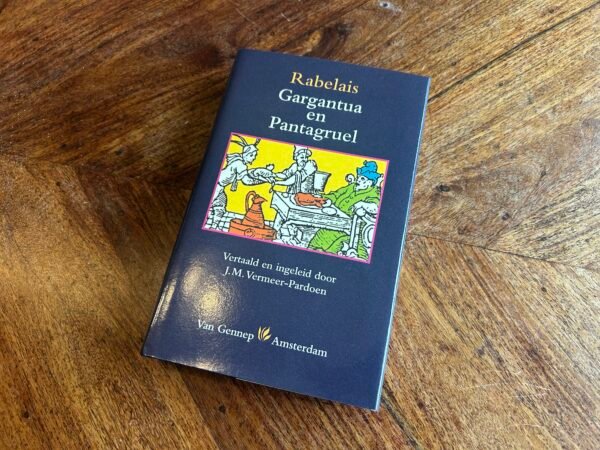 Rabelais
Gargantua
en
Pantagruel
Vertaald en ingeleid door
J.M. Vermeer-Pardoen
Van Gennep Amsterdam